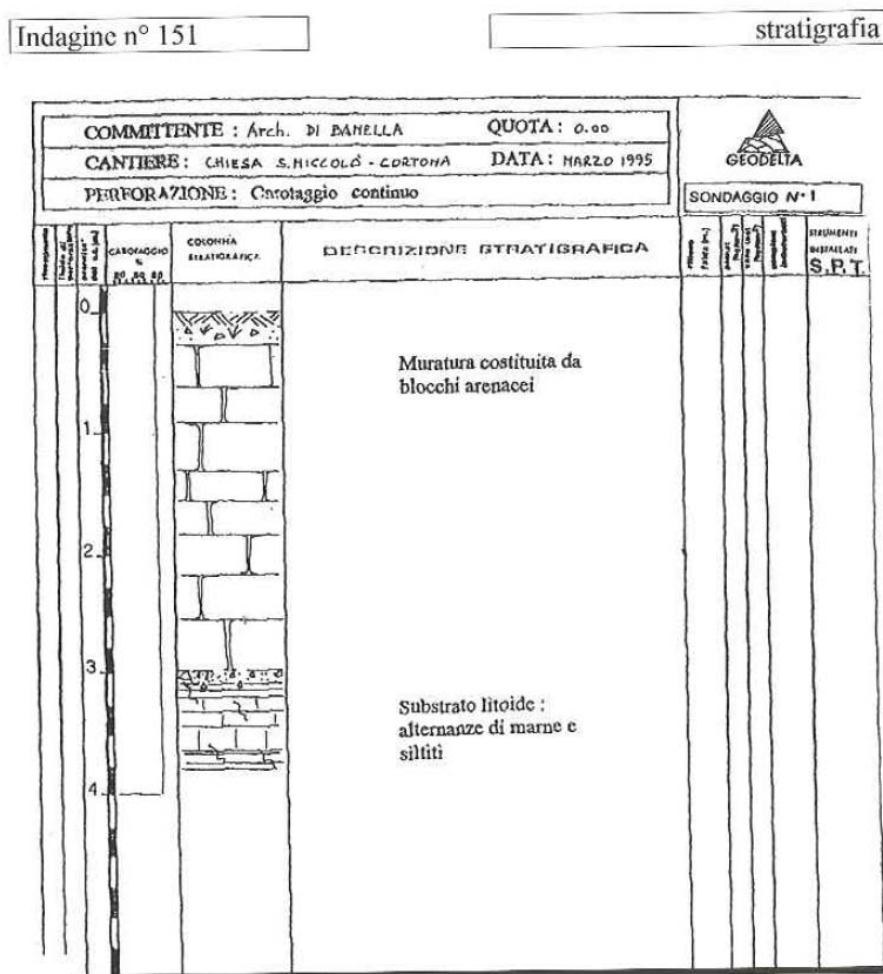 Indagine n° 151
stratigrafia
COMMITTENTE : Arch. DI BANELLA QUOTA : 0.00
CANTIERE : CHIESA S. NICCOLÒ - CORTONA DATA : MARZO 1995
PERFORAZIONE : Carotaggio continuo
GEODELTA
SONDAGGIO N° 1
CAROTAGGIO %
COLONNA STRATIGRAFICA
DESCRIZIONE STRATIGRAFICA
STRUMENTI INSTALLATI
S.P.T.
0
Muratura costituita da
blocchi arenacei
1
2
3
Substrato litoide :
alternanze di marne e
siltiti
4